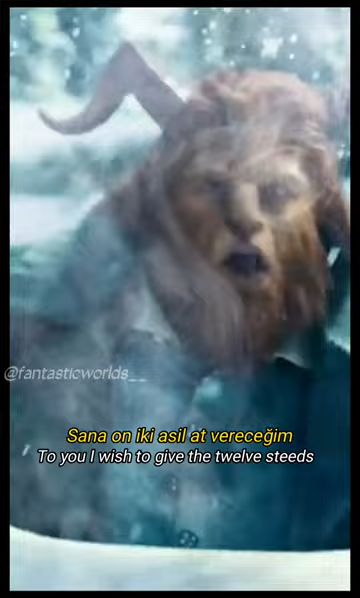 @fantasticworlds__
Sana on iki asil at vereceğim
To you I wish to give the twelve steeds